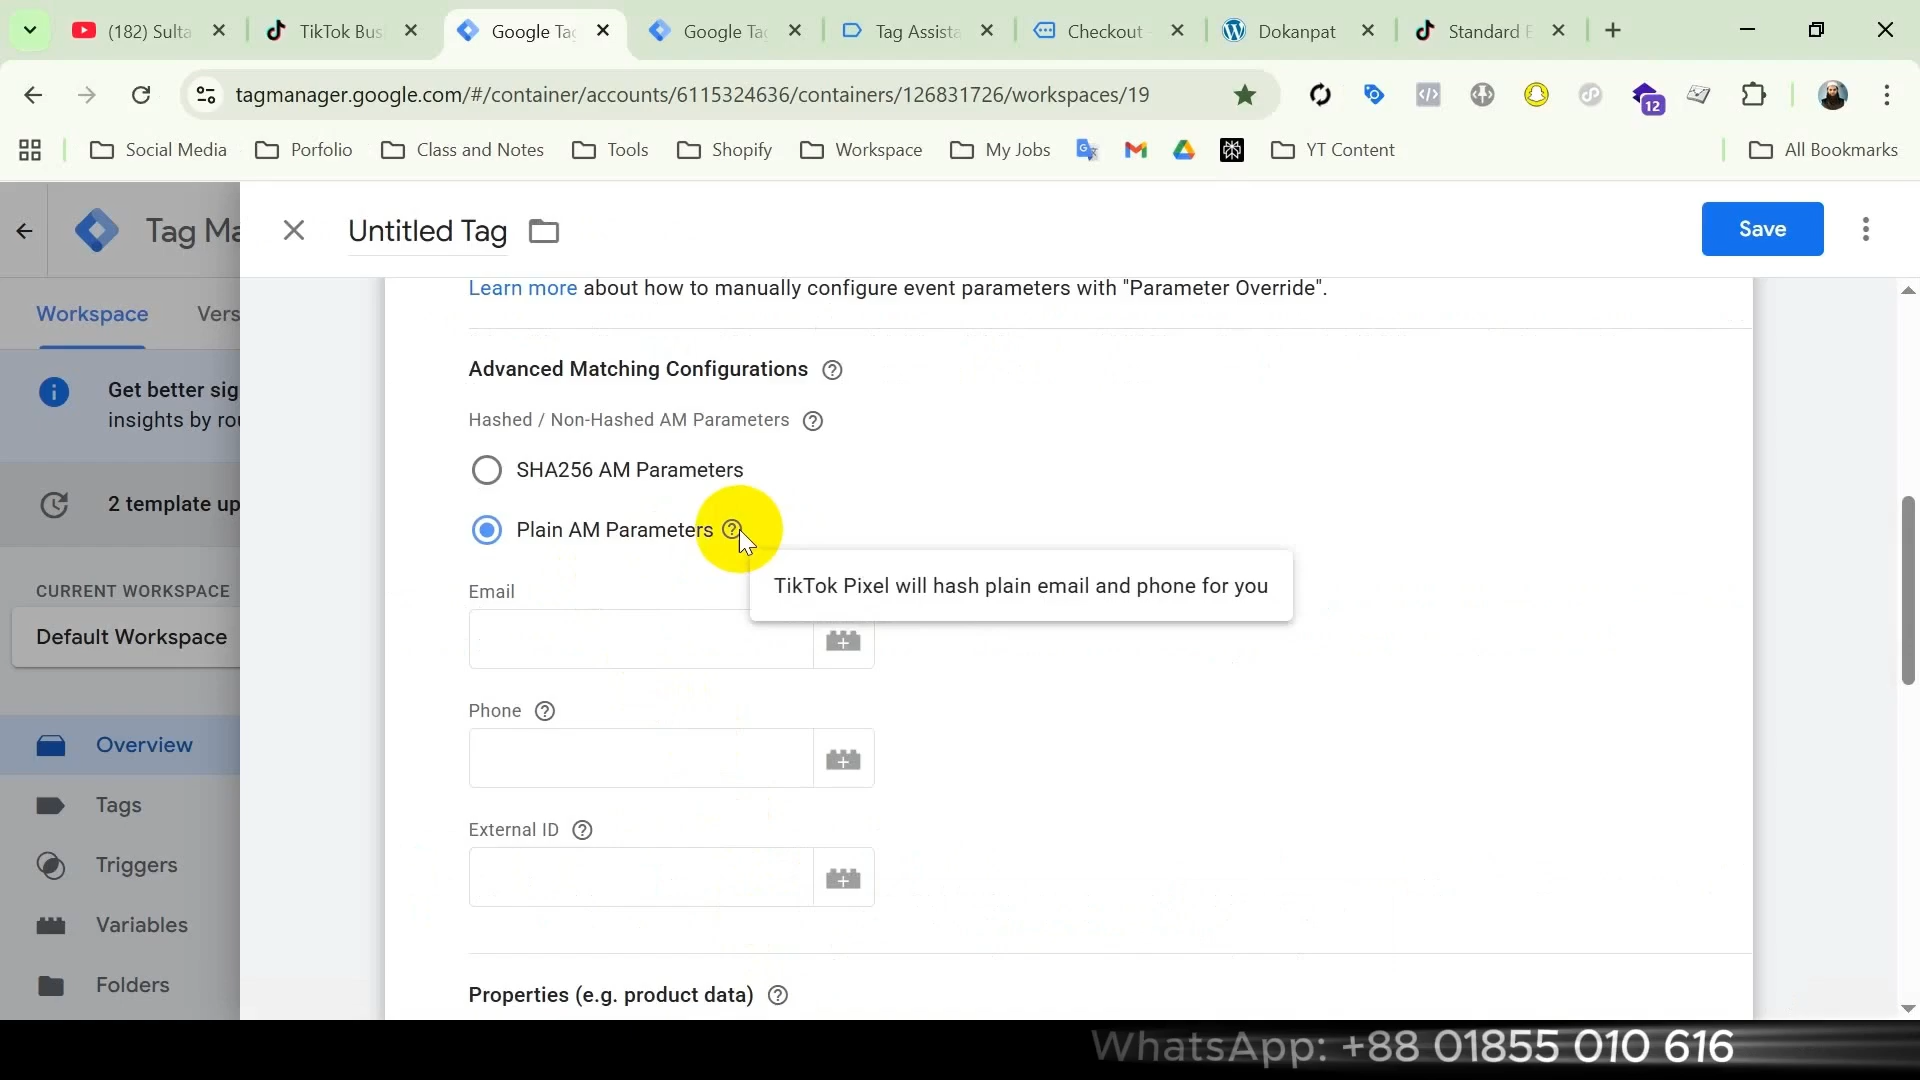 (182) Sulta
TikTok Bus
Google Tag
Google Tag
Tag Assista
Checkout
Dokanpat
Standard E
tagmanager.google.com/#/container/accounts/6115324636/containers/126831726/workspaces/19
12
Social Media
Porfolio
Class and Notes
Tools
Shopify
Workspace
My Jobs
YT Content
All Bookmarks
Tag Ma
Untitled Tag
Save
Workspace
Vers
Learn more about how to manually configure event parameters with "Parameter Override".
Get better sig
insights by rou
Advanced Matching Configurations
Hashed / Non-Hashed AM Parameters
SHA256 AM Parameters
2 template up
Plain AM Parameters
TikTok Pixel will hash plain email and phone for you
CURRENT WORKSPACE
Default Workspace
Email
Phone
External ID
Overview
Tags
Triggers
Variables
Folders
Properties (e.g. product data)
WhatsApp: +88 01855 010 616